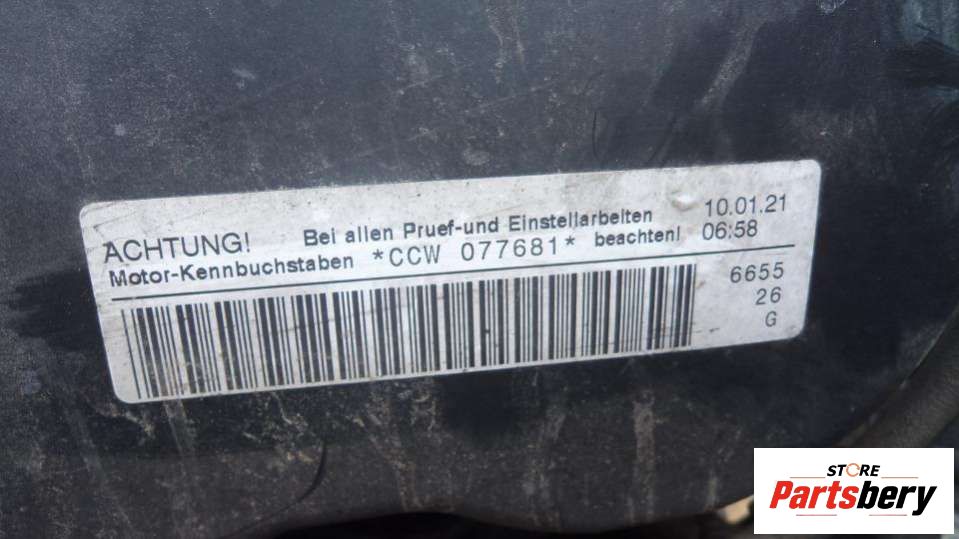 ACHTUNG! Bei allen Pruef-und Einstellarbeiten 10.01.21
Motor-Kennbuchstaben *CCW 077681* beachten! 06:58
6655
26
G
STORE
Partsbery